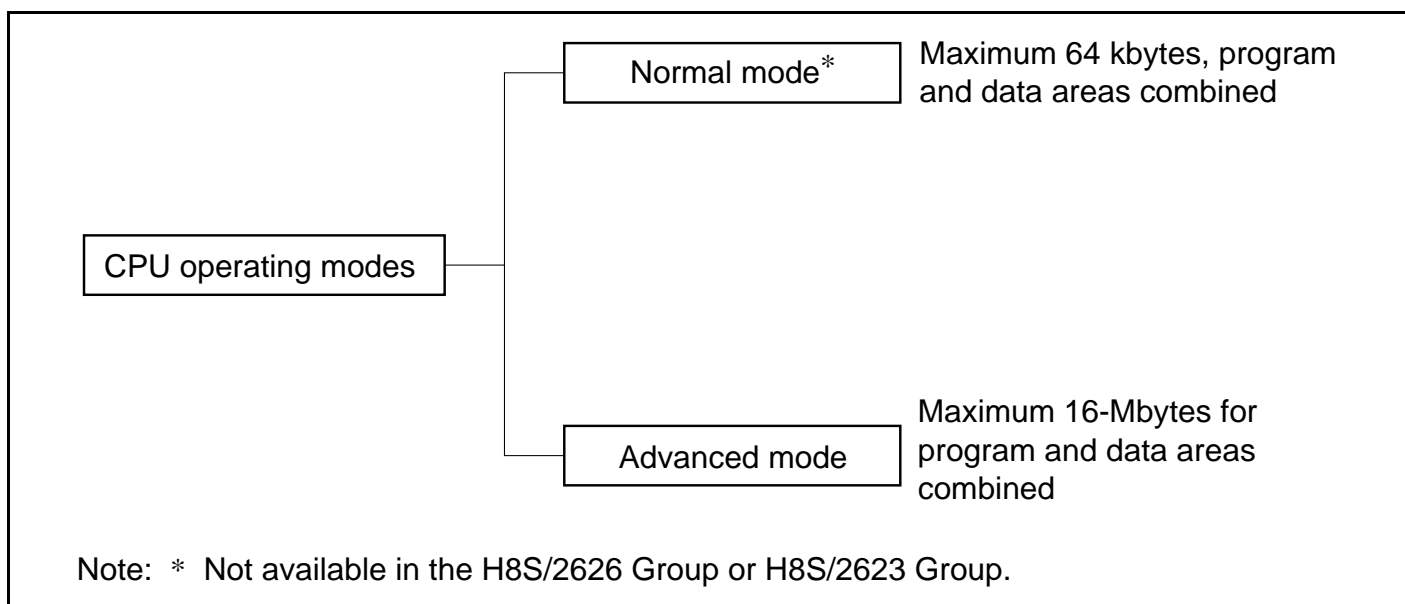 Normal mode*
Maximum 64 kbytes, program
and data areas combined
CPU operating modes
Advanced mode
Maximum 16-Mbytes for
program and data areas
combined
Note: * Not available in the H8S/2626 Group or H8S/2623 Group.